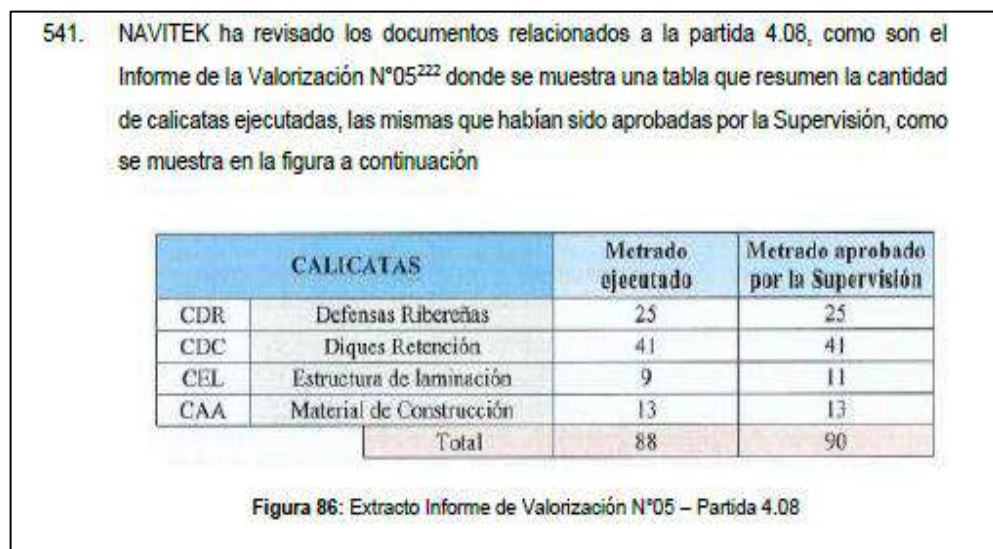 541. NAVITEK ha revisado los documentos relacionados a la partida 4.08, como son el
Informe de la Valorización N°05222 donde se muestra una tabla que resumen la cantidad
de calicatas ejecutadas, las mismas que habían sido aprobadas por la Supervisión, como
se muestra en la figura a continuación
CALICATAS Metrado ejecutado Metrado aprobado por la Supervisión
CDR Defensas Ribereñas 25 25
CDC Diques Retención 41 41
CEL Estructura de laminación 9 11
CAA Material de Construcción 13 13
Total 88 90
Figura 86: Extracto Informe de Valorización N°05 – Partida 4.08